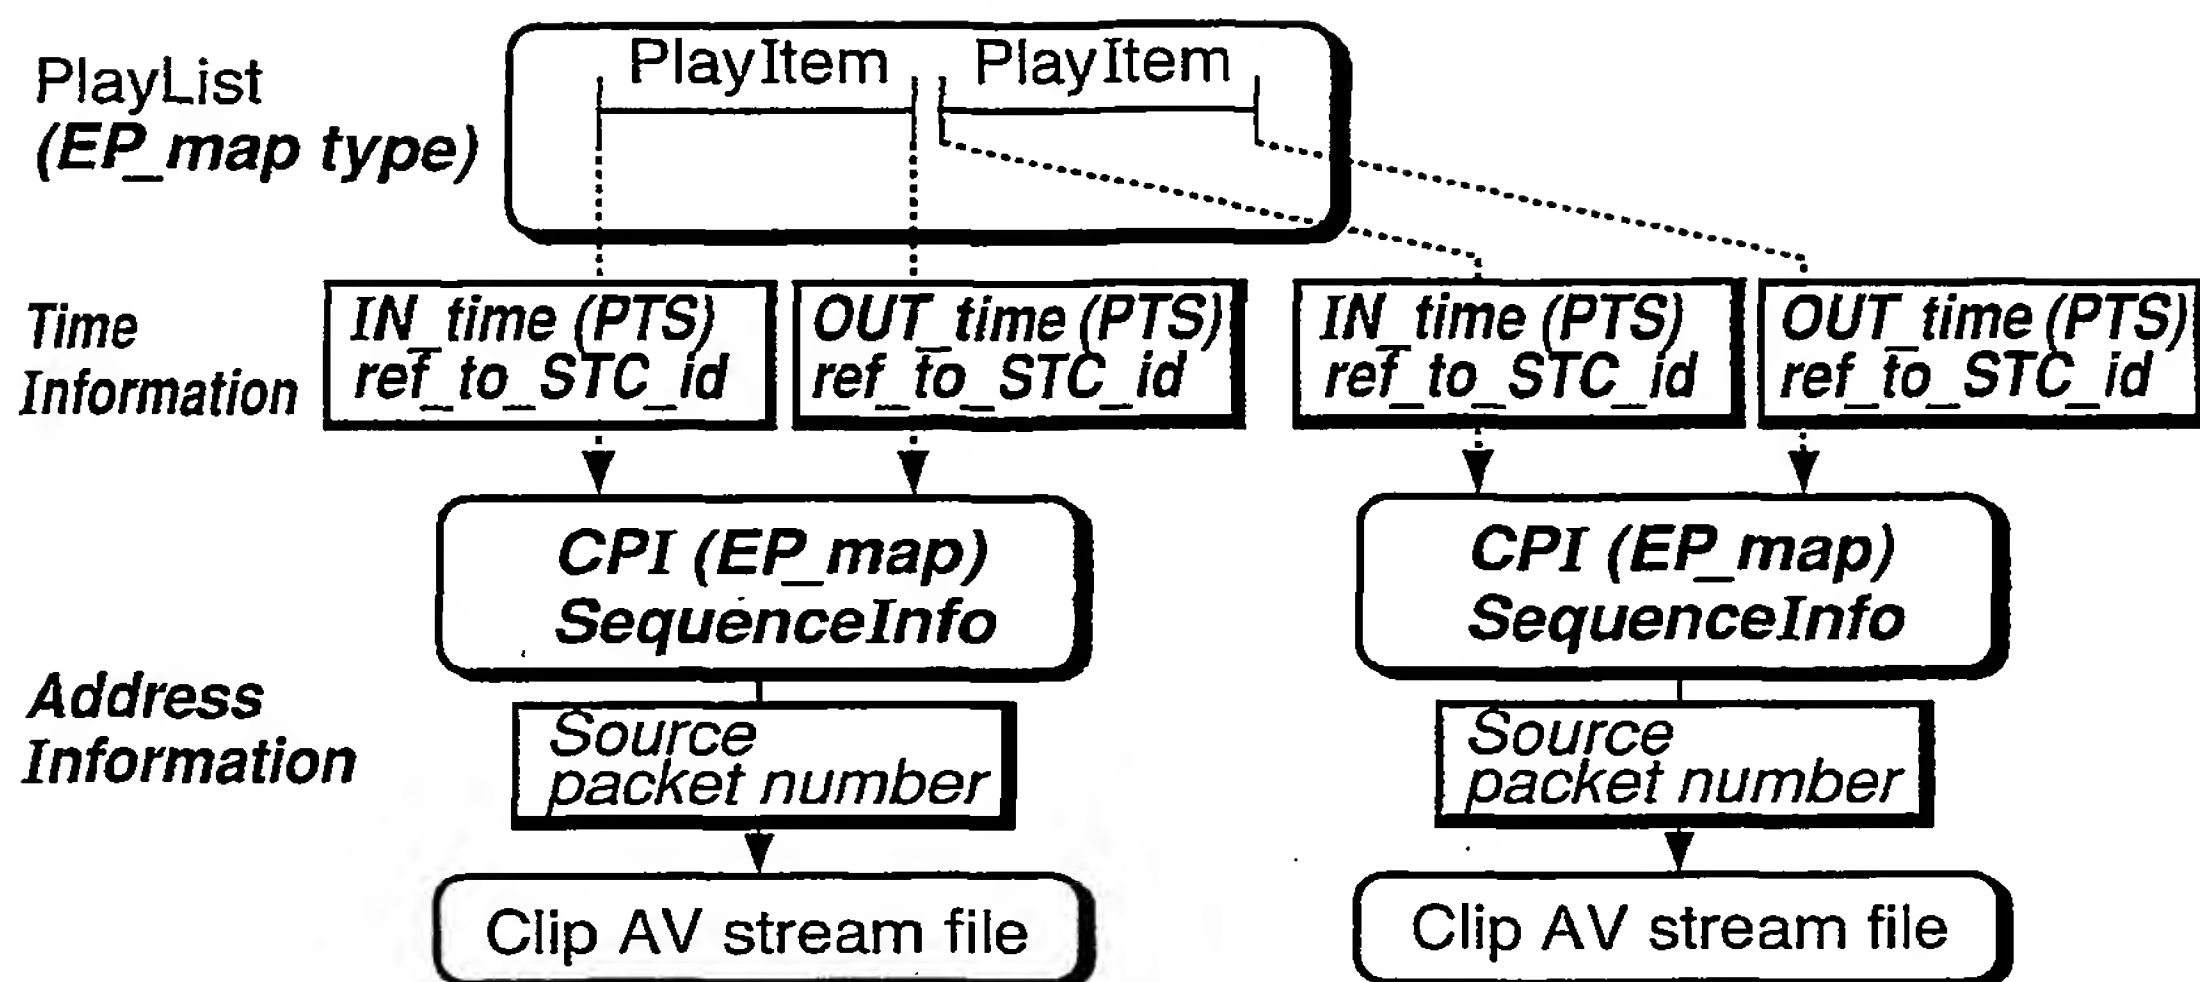 PlayList
(EP_map type)
PlayItem
PlayItem
Time
Information
IN_time (PTS)
ref_to_STC_id
OUT_time (PTS)
ref_to_STC_id
IN_time (PTS)
ref_to_STC_id
OUT_time (PTS)
ref_to_STC_id
CPI (EP_map)
SequenceInfo
CPI (EP_map)
SequenceInfo
Address
Information
Source
packet number
Source
packet number
Clip AV stream file
Clip AV stream file